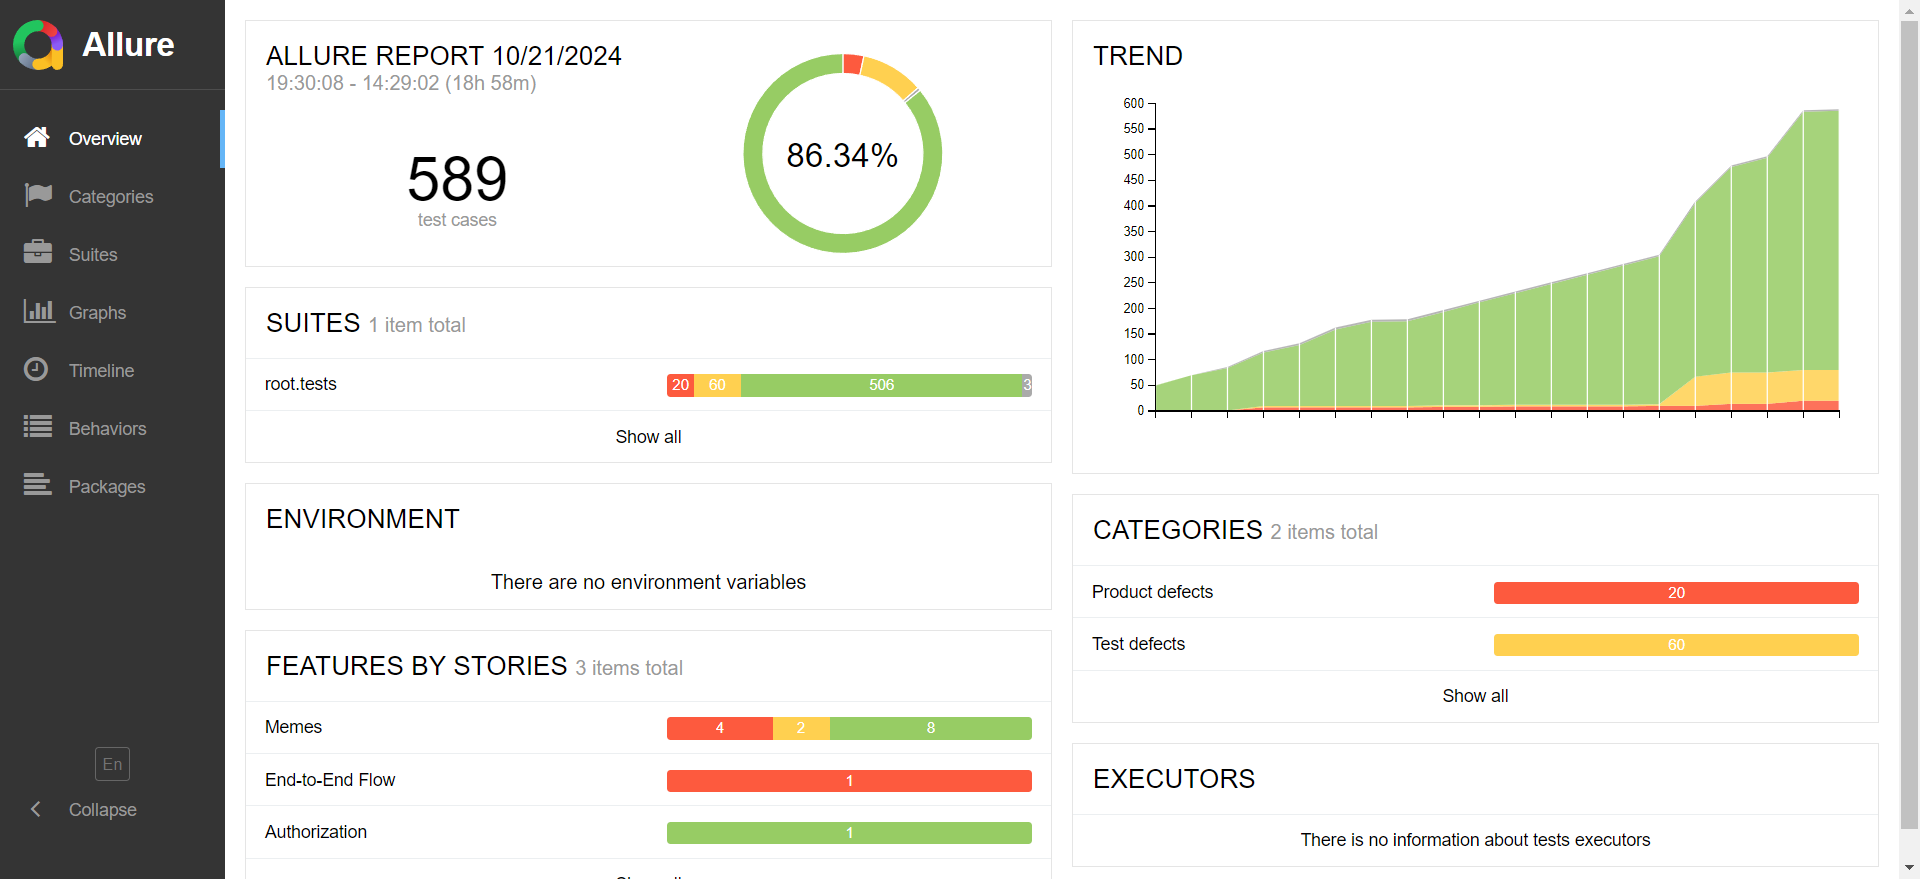 Allure
Overview
Categories
Suites
Graphs
Timeline
Behaviors
Packages
En
Collapse
ALLURE REPORT 10/21/2024
19:30:08 - 14:29:02 (18h 58m)
589
test cases
86.34%
SUITES 1 item total
root.tests 20 60 506 3
Show all
ENVIRONMENT
There are no environment variables
FEATURES BY STORIES 3 items total
Memes 4 2 8
End-to-End Flow 1
Authorization 1
TREND
600
550
500
450
400
350
300
250
200
150
100
50
0
CATEGORIES 2 items total
Product defects 20
Test defects 60
Show all
EXECUTORS
There is no information about tests executors